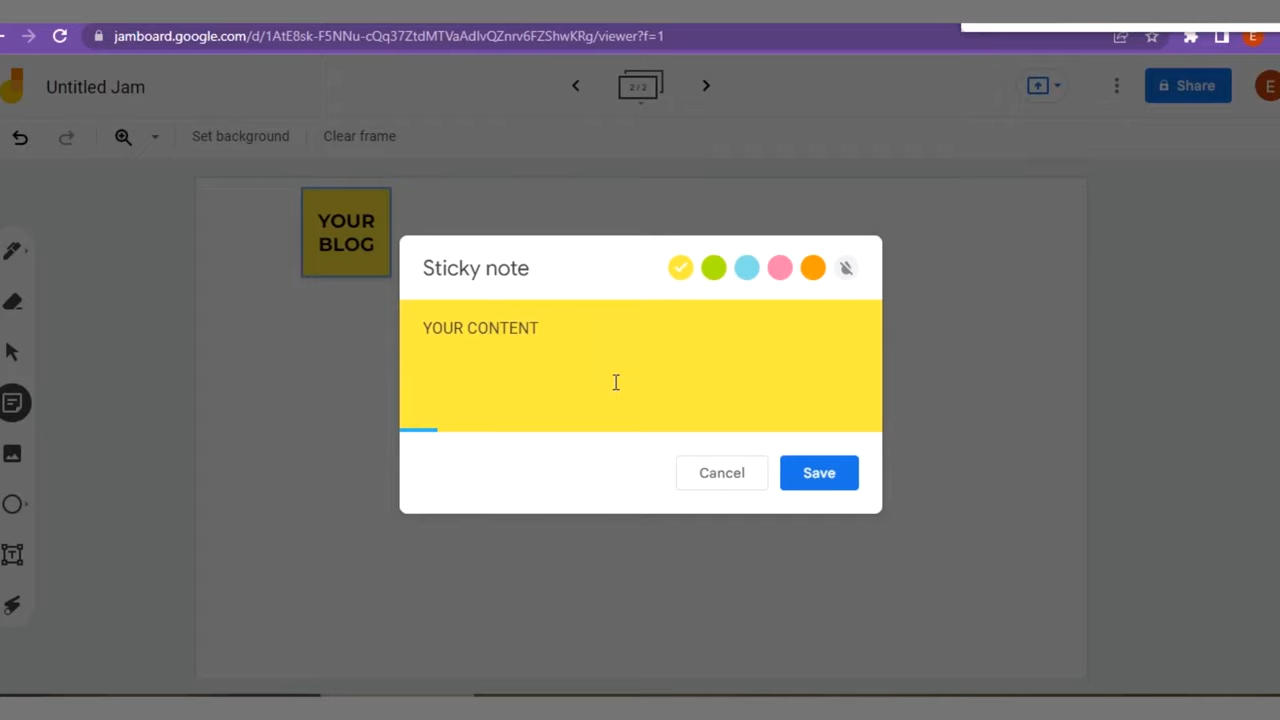 jamboard.google.com/d/1AtE8sk-F5NNu-cQq37ZtdMTVaAdIvQZnrv6FZShwKRg/viewer?f=1
E
Untitled Jam
2 / 2
Share
E
Set background
Clear frame
YOUR
BLOG
Sticky note
YOUR CONTENT
Cancel
Save
T